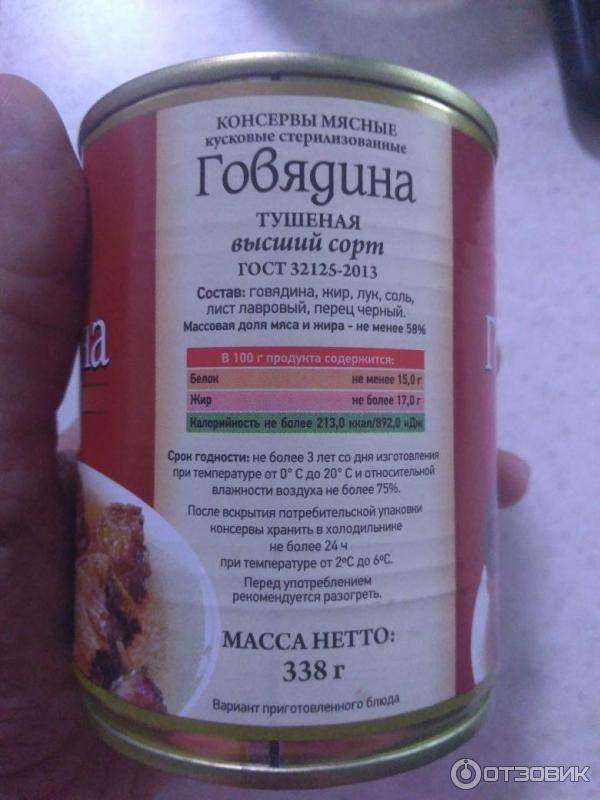 КОНСЕРВЫ МЯСНЫЕ
кусковые стерилизованные
Говядина
ТУШЕНАЯ
высший сорт
ГОСТ 32125-2013
Состав: говядина, жир, лук, соль,
лист лавровый, перец черный.
Массовая доля мяса и жира - не менее 58%
В 100 г продукта содержится:
Белок не менее 15,0 г
Жир не более 17,0 г
Калорийность не более 213,0 ккал/892,0 кДж
Срок годности: не более 3 лет со дня изготовления
при температуре от 0° С до 20° С и относительной
влажности воздуха не более 75%.
После вскрытия потребительской упаковки
консервы хранить в холодильнике
не более 24 ч
при температуре от 2ºС до 6ºС.
Перед употреблением
рекомендуется разогреть.
МАССА НЕТТО:
338 г
Вариант приготовленного блюда
на
Г
ОТЗОВИК